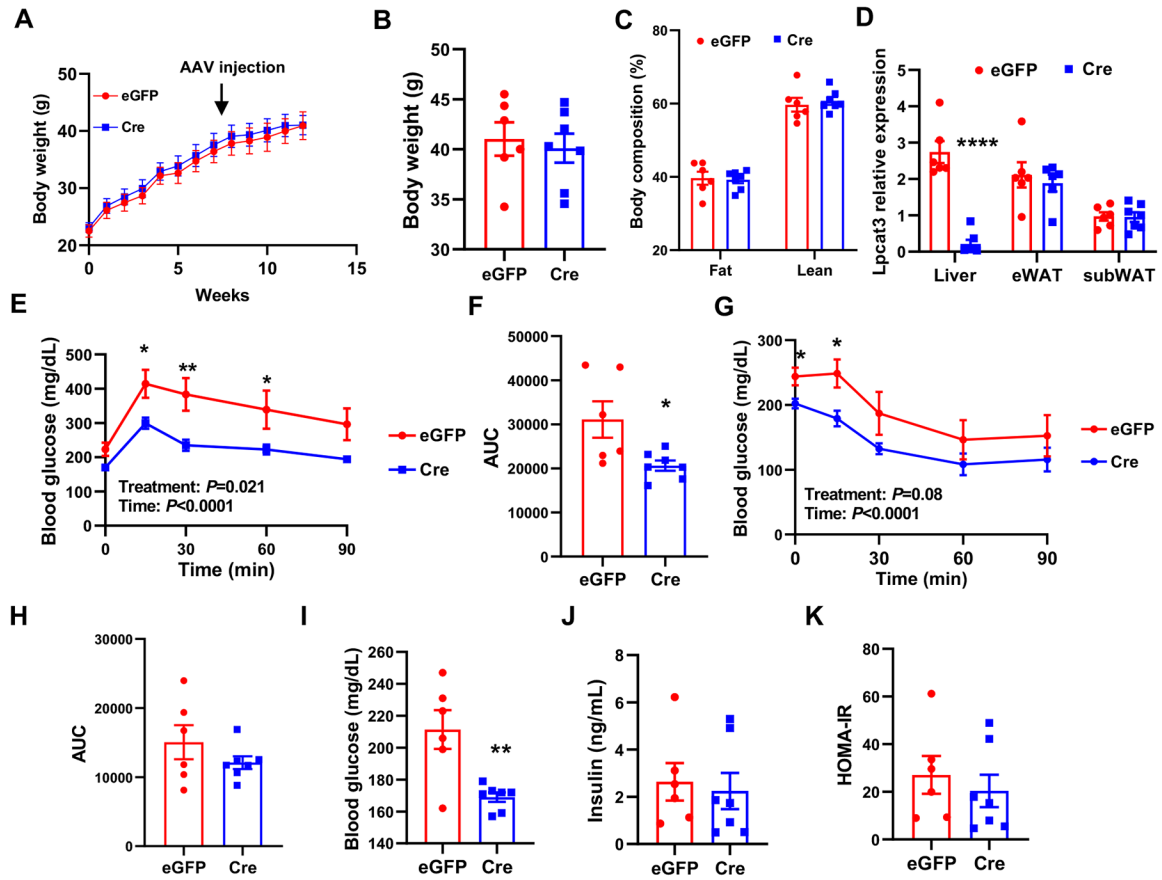 A
AAV injection
eGFP
Cre
Body weight (g)
50
40
30
20
0
5
10
15
Weeks
B
Body weight (g)
50
45
40
35
30
eGFP
Cre
C
eGFP
Cre
Body composition (%)
80
60
40
20
Fat
Lean
D
eGFP
Cre
Lpcat3 relative expression
5
4
3
2
1
0
****
Liver
eWAT
subWAT
E
Blood glucose (mg/dL)
500
400
300
200
100
0
*
**
*
eGFP
Cre
Treatment: P=0.021
Time: P<0.0001
0
30
60
90
Time (min)
F
AUC
50000
40000
30000
20000
10000
0
*
eGFP
Cre
G
Blood glucose (mg/dL)
300
200
100
0
*
*
eGFP
Cre
Treatment: P=0.08
Time: P<0.0001
0
30
60
90
Time (min)
H
AUC
30000
20000
10000
0
eGFP
Cre
I
Blood glucose (mg/dL)
260
240
220
200
180
160
140
**
eGFP
Cre
J
Insulin (ng/mL)
8
6
4
2
0
eGFP
Cre
K
HOMA-IR
80
60
40
20
0
eGFP
Cre